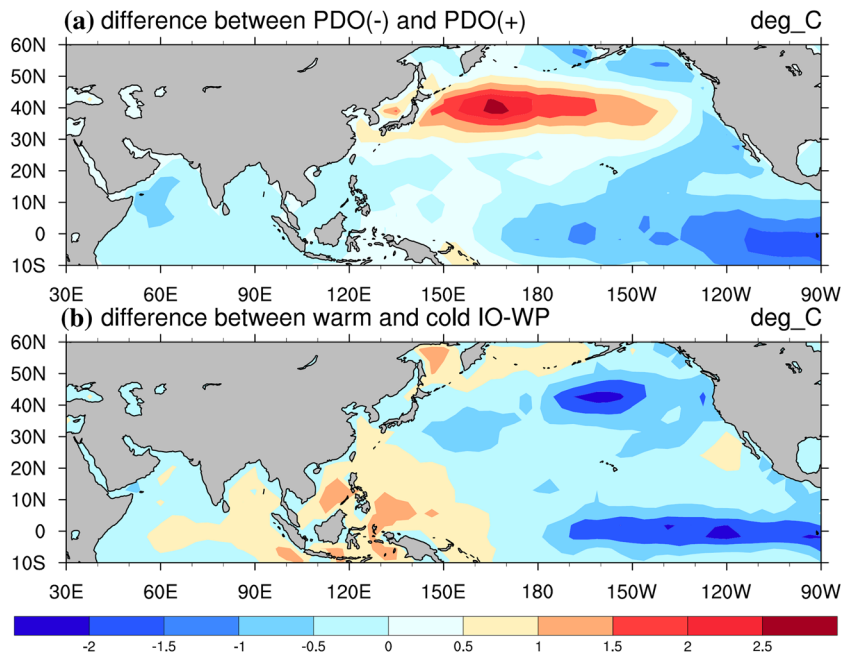 (a) difference between PDO(-) and PDO(+) deg_C
60N
50N
40N
30N
20N
10N
0
10S
30E 60E 90E 120E 150E 180 150W 120W 90W
(b) difference between warm and cold IO-WP deg_C
60N
50N
40N
30N
20N
10N
0
10S
30E 60E 90E 120E 150E 180 150W 120W 90W
-2 -1.5 -1 -0.5 0 0.5 1 1.5 2 2.5